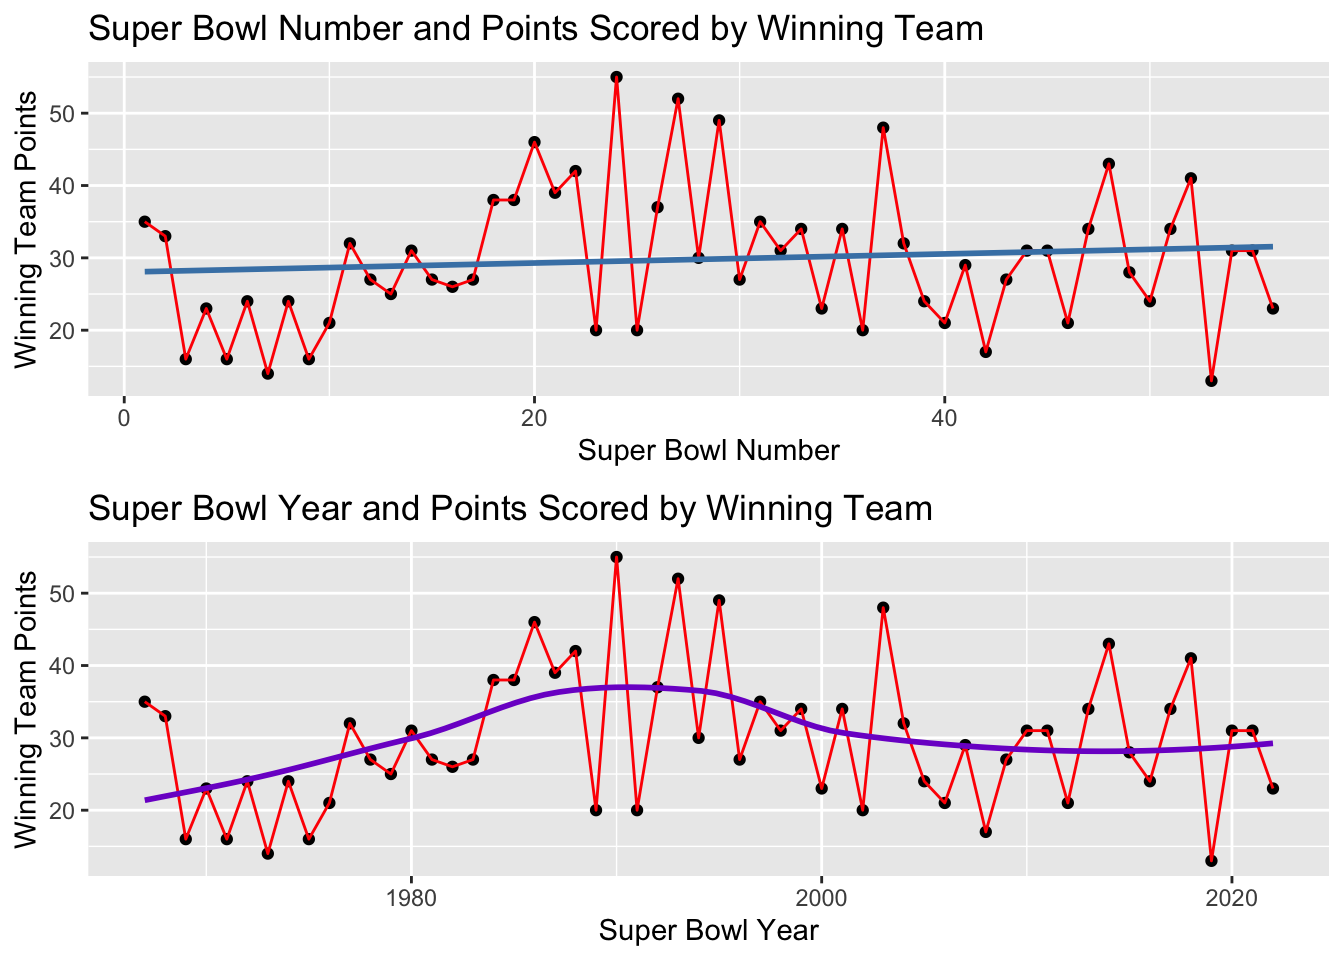 Super Bowl Number and Points Scored by Winning Team
Winning Team Points
50
40
30
20
0 20 40
Super Bowl Number
Super Bowl Year and Points Scored by Winning Team
Winning Team Points
50
40
30
20
1980 2000 2020
Super Bowl Year